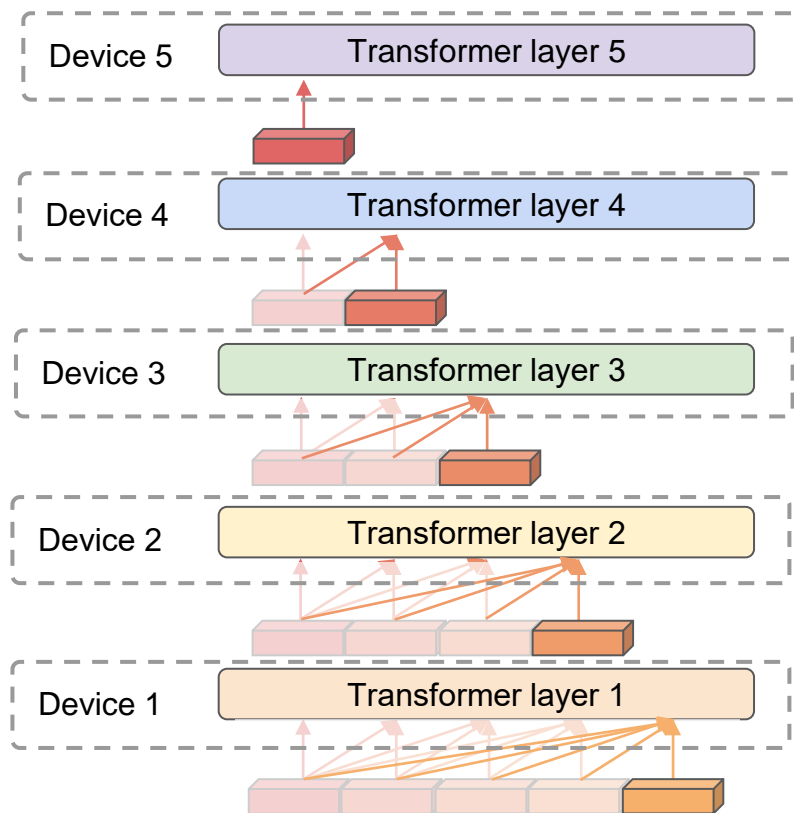 Device 5
Transformer layer 5
Device 4
Transformer layer 4
Device 3
Transformer layer 3
Device 2
Transformer layer 2
Device 1
Transformer layer 1